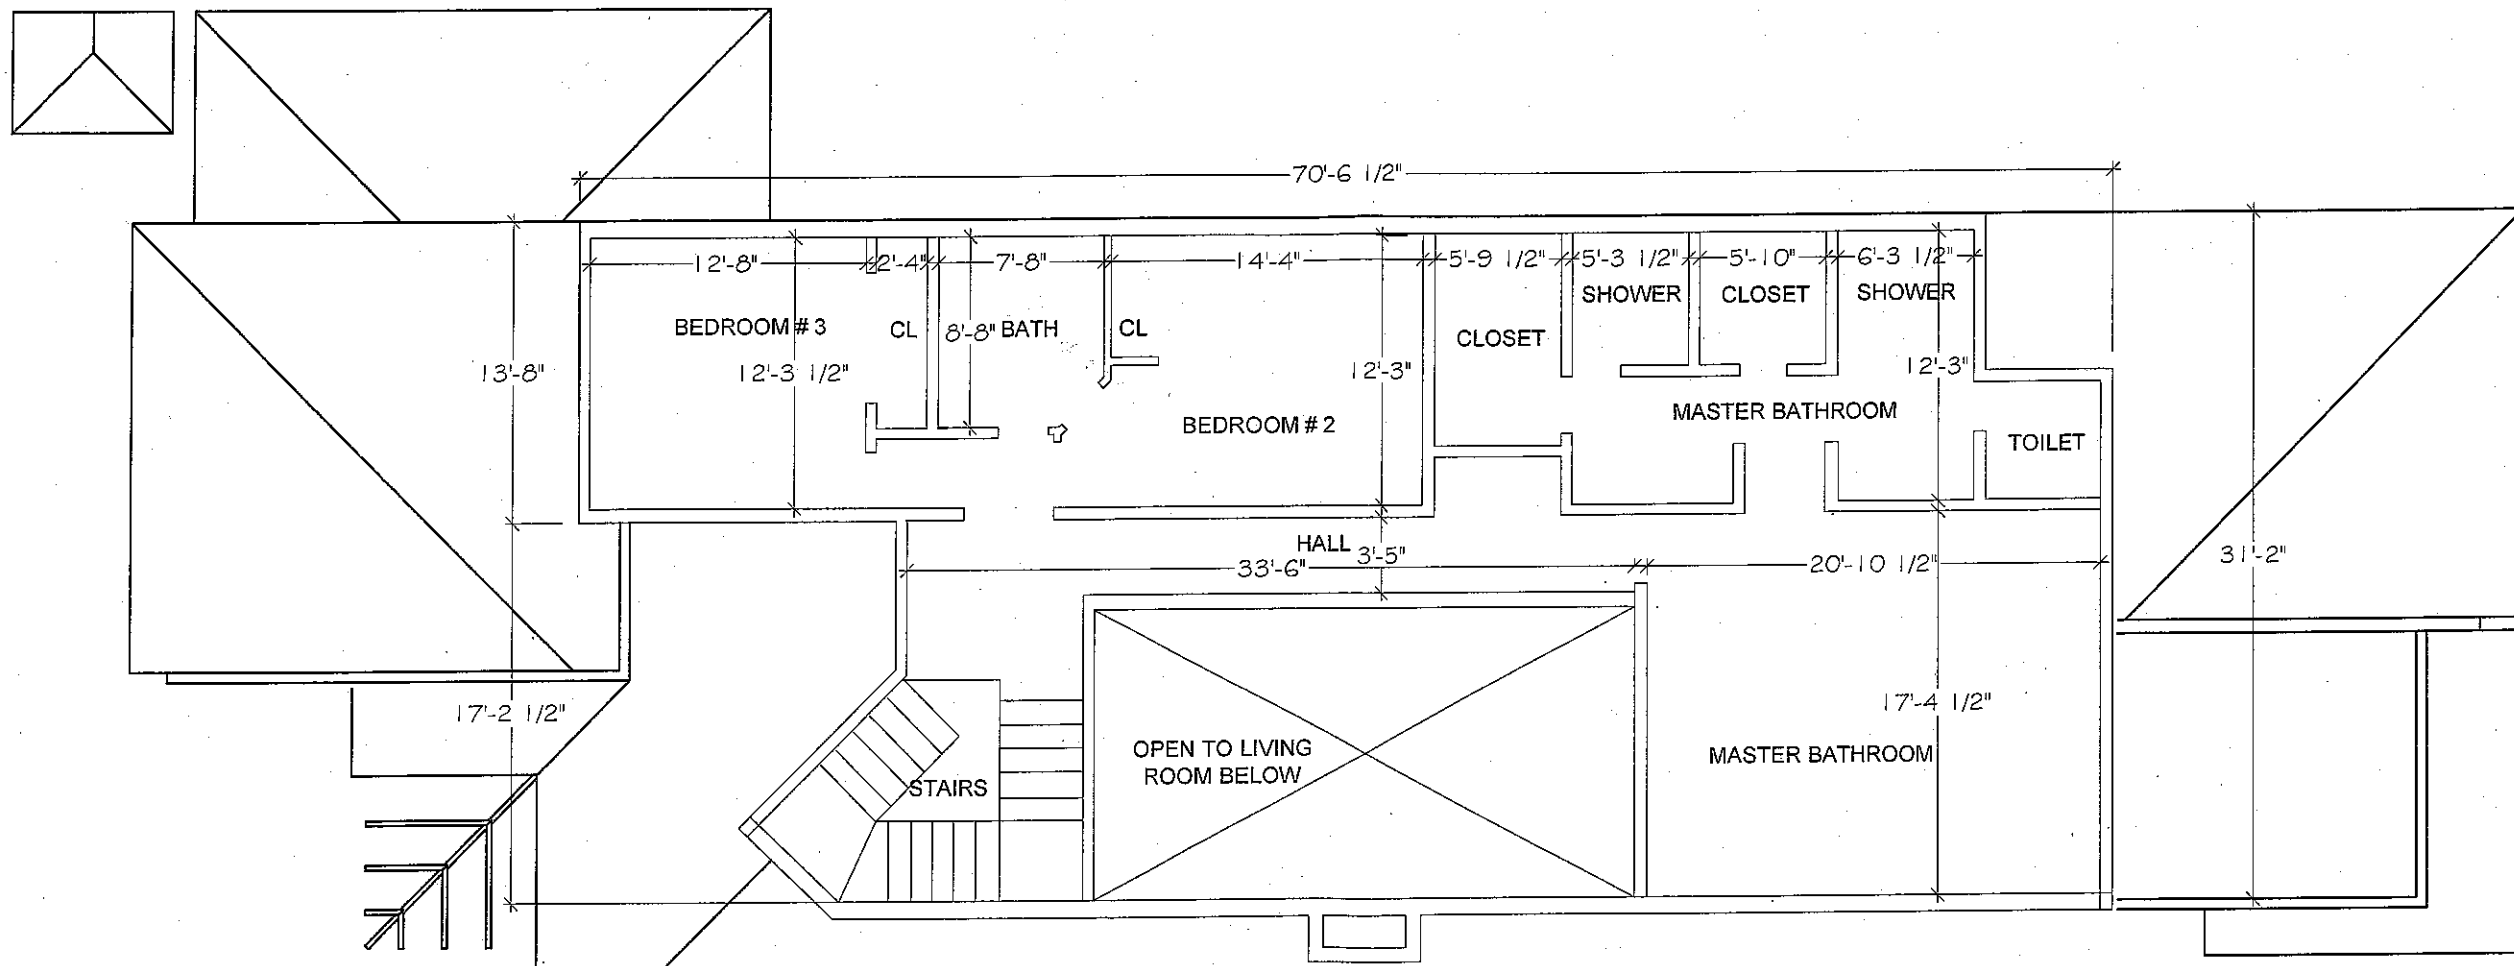 70'-6 1/2"
12'-8"
2'-4"
7'-8"
14'-4"
5'-9 1/2"
5'-3 1/2"
5'-10"
6'-3 1/2"
SHOWER
CLOSET
SHOWER
BEDROOM # 3
CL
8'-8"
BATH
CL
CLOSET
13'-8"
12'-3 1/2"
12'-3"
12'-3"
BEDROOM # 2
MASTER BATHROOM
TOILET
HALL
3'-5"
33'-6"
20'-10 1/2"
31'-2"
17'-2 1/2"
17'-4 1/2"
OPEN TO LIVING
ROOM BELOW
MASTER BATHROOM
STAIRS